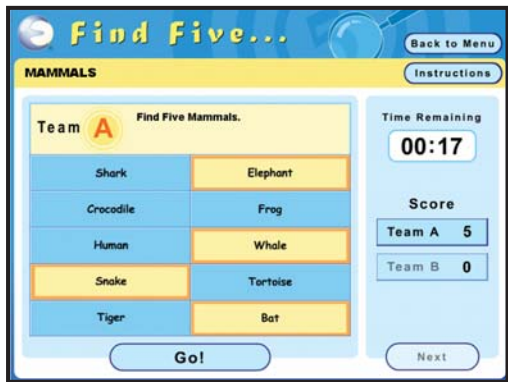 Find Five...
Back to Menu
MAMMALS
Instructions
Team A
Find Five Mammals.
Time Remaining
00:17
Shark
Elephant
Crocodile
Frog
Human
Whale
Snake
Tortoise
Tiger
Bat
Score
Team A 5
Team B 0
Go!
Next